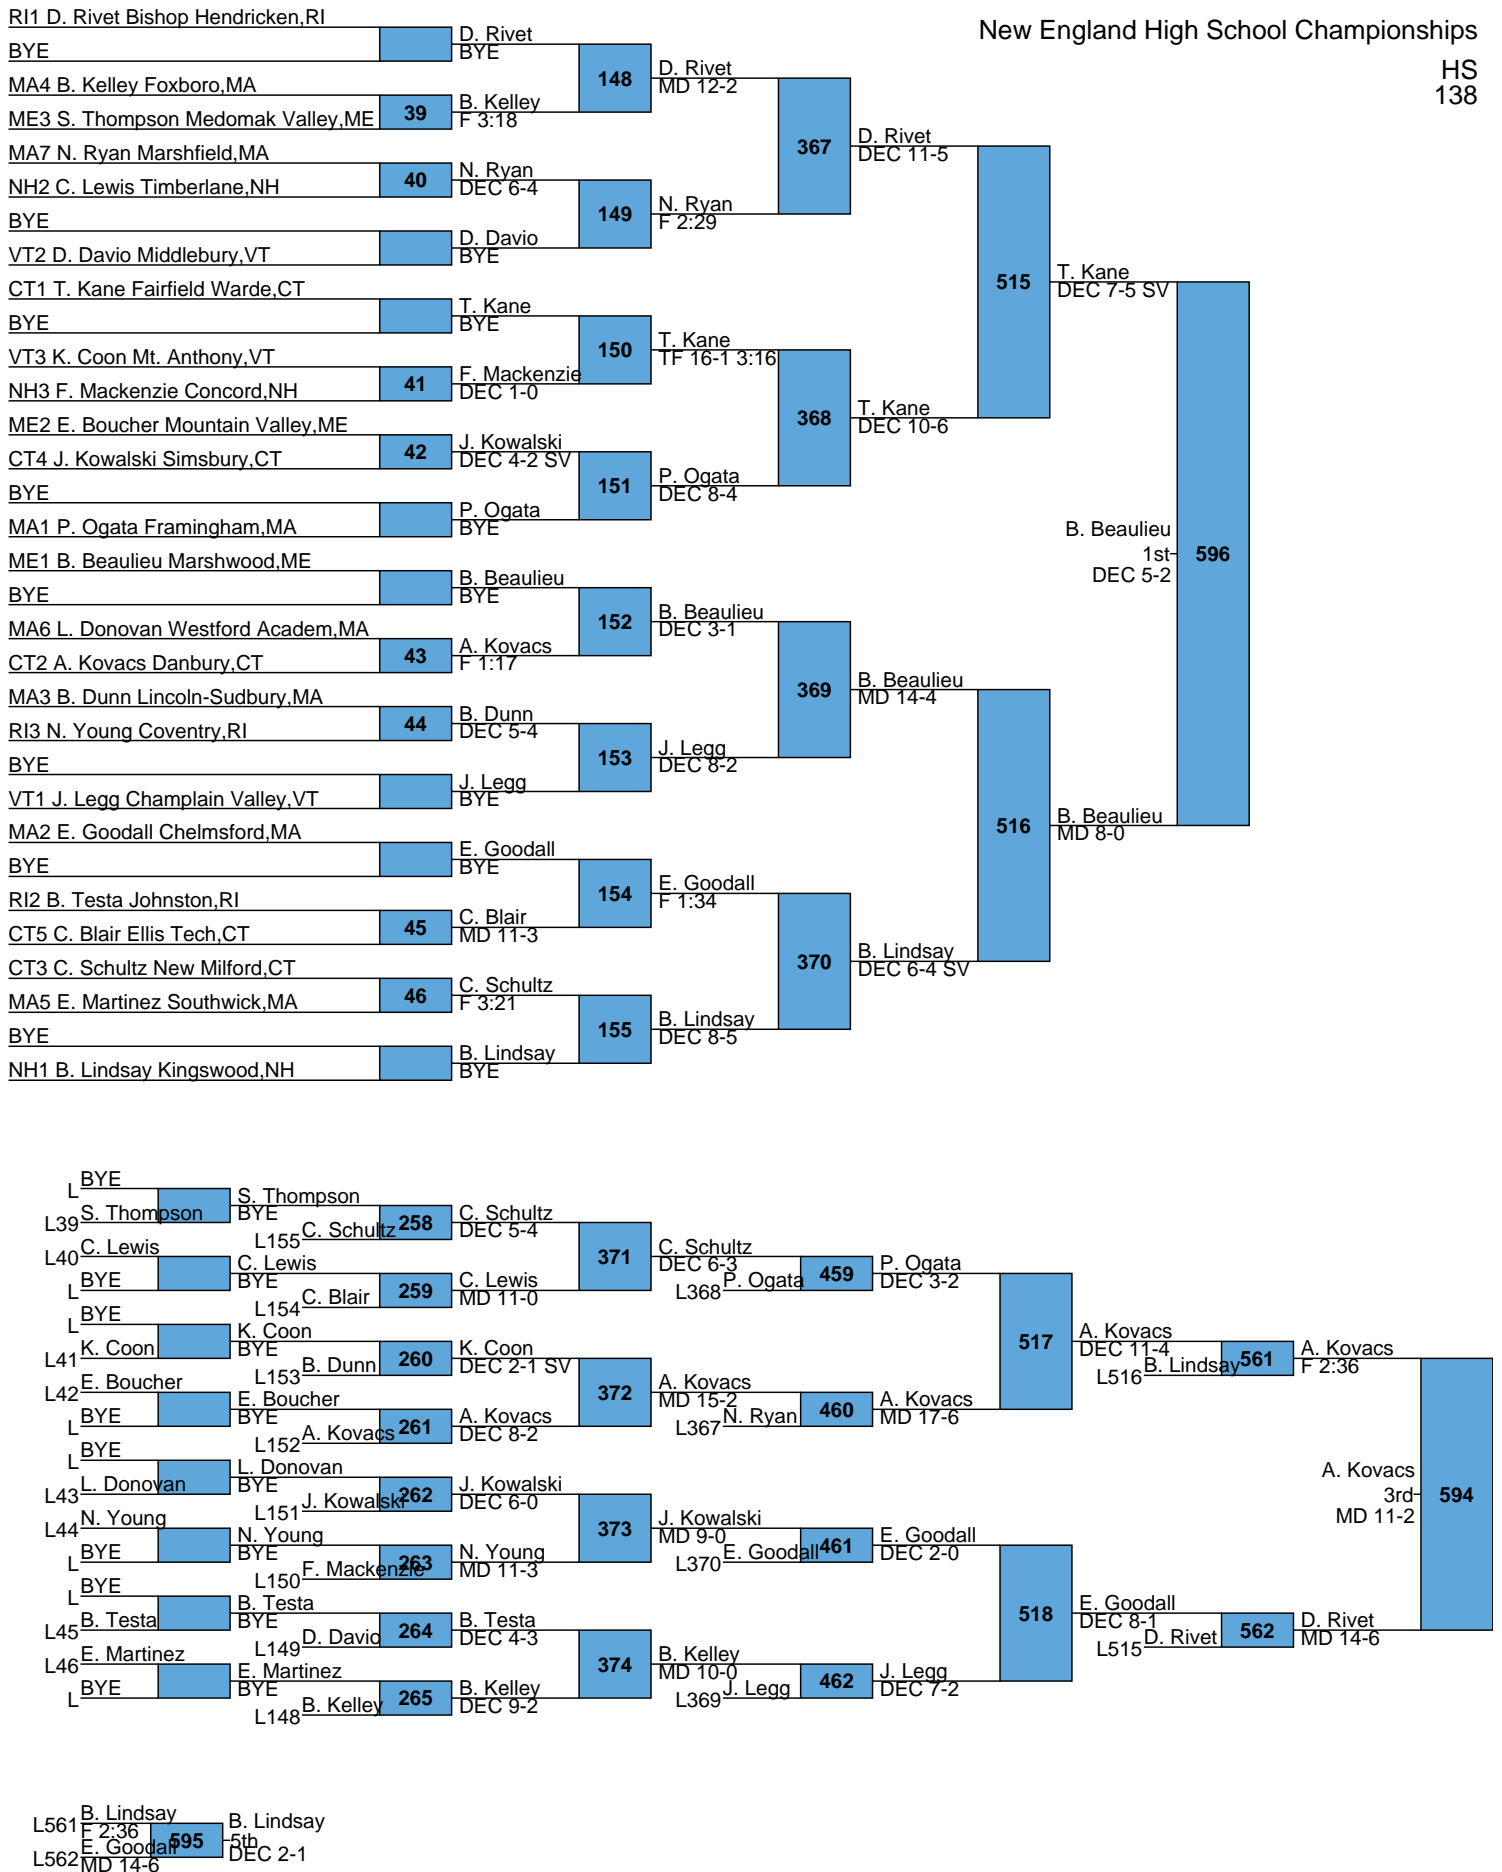 New England High School Championships
HS
138
RI1 D. Rivet Bishop Hendricken,RI
BYE
MA4 B. Kelley Foxboro,MA
39
ME3 S. Thompson Medomak Valley,ME
MA7 N. Ryan Marshfield,MA
40
NH2 C. Lewis Timberlane,NH
BYE
VT2 D. Davio Middlebury,VT
CT1 T. Kane Fairfield Warde,CT
BYE
VT3 K. Coon Mt. Anthony,VT
41
NH3 F. Mackenzie Concord,NH
ME2 E. Boucher Mountain Valley,ME
42
CT4 J. Kowalski Simsbury,CT
BYE
MA1 P. Ogata Framingham,MA
ME1 B. Beaulieu Marshwood,ME
BYE
MA6 L. Donovan Westford Academ,MA
43
CT2 A. Kovacs Danbury,CT
MA3 B. Dunn Lincoln-Sudbury,MA
44
RI3 N. Young Coventry,RI
BYE
VT1 J. Legg Champlain Valley,VT
MA2 E. Goodall Chelmsford,MA
BYE
RI2 B. Testa Johnston,RI
45
CT5 C. Blair Ellis Tech,CT
CT3 C. Schultz New Milford,CT
46
MA5 E. Martinez Southwick,MA
BYE
NH1 B. Lindsay Kingswood,NH
D. Rivet
BYE
148
B. Kelley
F 3:18
N. Ryan
DEC 6-4
149
D. Davio
BYE
T. Kane
BYE
150
F. Mackenzie
DEC 1-0
J. Kowalski
DEC 4-2 SV
151
P. Ogata
BYE
B. Beaulieu
BYE
152
A. Kovacs
F 1:17
B. Dunn
DEC 5-4
153
J. Legg
BYE
E. Goodall
BYE
154
C. Blair
MD 11-3
C. Schultz
F 3:21
155
B. Lindsay
BYE
D. Rivet
MD 12-2
367
N. Ryan
F 2:29
T. Kane
TF 16-1 3:16
368
P. Ogata
DEC 8-4
B. Beaulieu
DEC 3-1
369
J. Legg
DEC 8-2
E. Goodall
F 1:34
370
B. Lindsay
DEC 8-5
D. Rivet
DEC 11-5
515
T. Kane
DEC 10-6
B. Beaulieu
MD 14-4
516
B. Lindsay
DEC 6-4 SV
T. Kane
DEC 7-5 SV
596
B. Beaulieu
MD 8-0
B. Beaulieu
1st
DEC 5-2
L BYE
L39 S. Thompson
L40 C. Lewis
L BYE
L BYE
L41 K. Coon
L42 E. Boucher
L BYE
L BYE
L43 L. Donovan
L44 N. Young
L BYE
L BYE
L45 B. Testa
L46 E. Martinez
L BYE
S. Thompson
BYE
258
L155 C. Schultz
C. Lewis
BYE
259
L154 C. Blair
K. Coon
BYE
260
L153 B. Dunn
E. Boucher
BYE
261
L152 A. Kovacs
L. Donovan
BYE
262
L151 J. Kowalski
N. Young
BYE
263
L150 F. Mackenzie
B. Testa
BYE
264
L149 D. Davio
E. Martinez
BYE
265
L148 B. Kelley
C. Schultz
DEC 5-4
371
C. Lewis
MD 11-0
K. Coon
DEC 2-1 SV
372
A. Kovacs
DEC 8-2
J. Kowalski
DEC 6-0
373
N. Young
MD 11-3
B. Testa
DEC 4-3
374
B. Kelley
DEC 9-2
C. Schultz
DEC 6-3
459
L368 P. Ogata
A. Kovacs
MD 15-2
460
L367 N. Ryan
J. Kowalski
MD 9-0
461
L370 E. Goodall
B. Kelley
MD 10-0
462
L369 J. Legg
P. Ogata
DEC 3-2
517
A. Kovacs
MD 17-6
E. Goodall
DEC 2-0
518
J. Legg
DEC 7-2
A. Kovacs
DEC 11-4
561
L516 B. Lindsay
E. Goodall
DEC 8-1
562
L515 D. Rivet
A. Kovacs
F 2:36
594
D. Rivet
MD 14-6
A. Kovacs
3rd
MD 11-2
L561 B. Lindsay
F 2:36
595
L562 E. Goodall
MD 14-6
B. Lindsay
5th
DEC 2-1